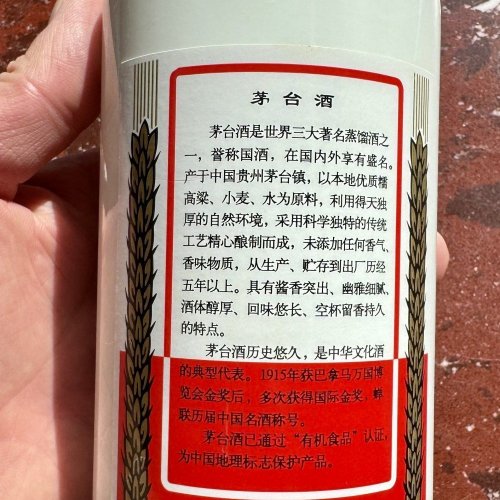 茅台酒
茅台酒是世界三大著名蒸馏酒之
一，誉称国酒，在国内外享有盛名。
产于中国贵州茅台镇，以本地优质糯
高粱、小麦、水为原料，利用得天独
厚的自然环境，采用科学独特的传统
工艺精心酿制而成，未添加任何香气、
香味物质，从生产、贮存到出厂历经
五年以上。具有酱香突出、幽雅细腻、
酒体醇厚、回味悠长、空杯留香持久
的特点。
茅台酒历史悠久，是中华文化酒
的典型代表。1915年获巴拿马万国博
览会金奖后，多次获得国际金奖，蝉
联历届中国名酒称号。
茅台酒已通过“有机食品”认证，
为中国地理标志保护产品。